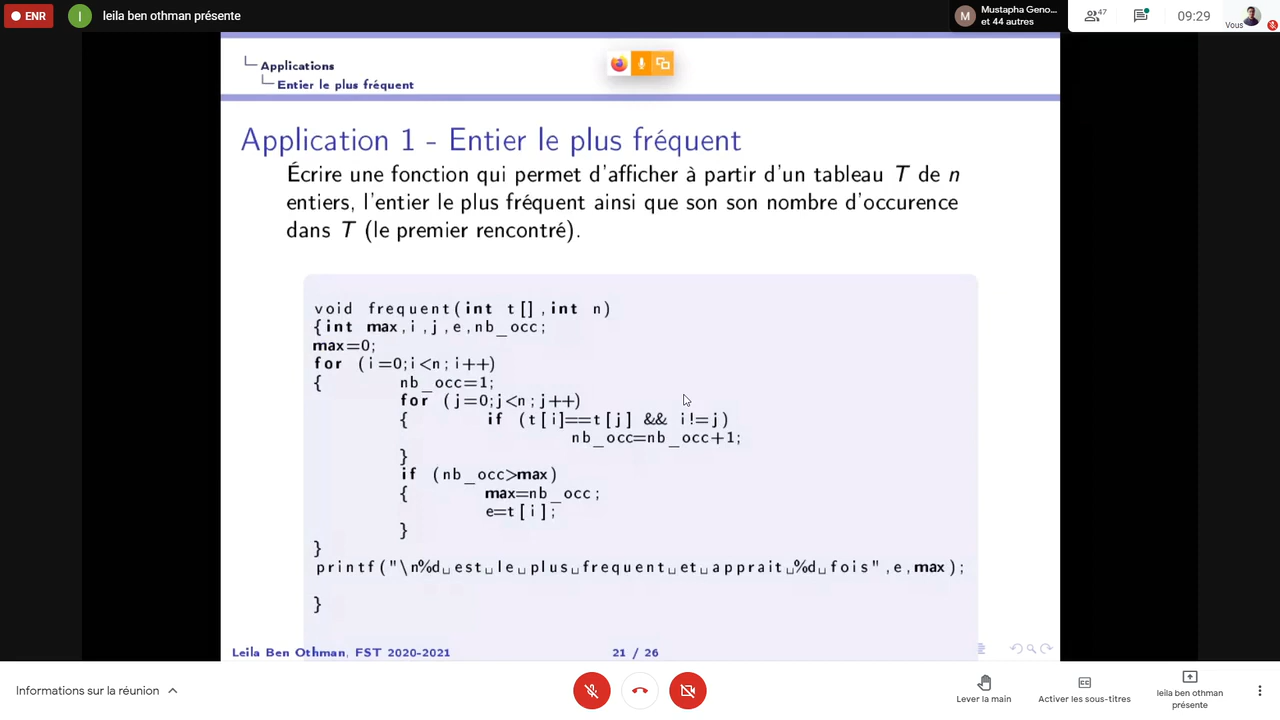 ENR
I
leila ben othman présente
M
Mustapha Geno...
et 44 autres
47
09:29
Vous
Applications
Entier le plus fréquent
Application 1 - Entier le plus fréquent
Écrire une fonction qui permet d'afficher à partir d'un tableau T de n
entiers, l'entier le plus fréquent ainsi que son son nombre d'occurence
dans T (le premier rencontré).
void frequent(int t[],int n)
{int max,i,j,e,nb_occ;
max=0;
for (i=0;i<n;i++)
{ nb_occ=1;
for (j=0;j<n;j++)
{ if (t[i]==t[j] && i!=j)
nb_occ=nb_occ+1;
}
if (nb_occ>max)
{ max=nb_occ;
e=t[i];
}
}
printf("\n%d␣est␣le␣plus␣frequent␣et␣apprait␣%d␣fois",e,max);
}
Leila Ben Othman, FST 2020-2021
21 / 26
Informations sur la réunion
Lever la main
Activer les sous-titres
leila ben othman
présente